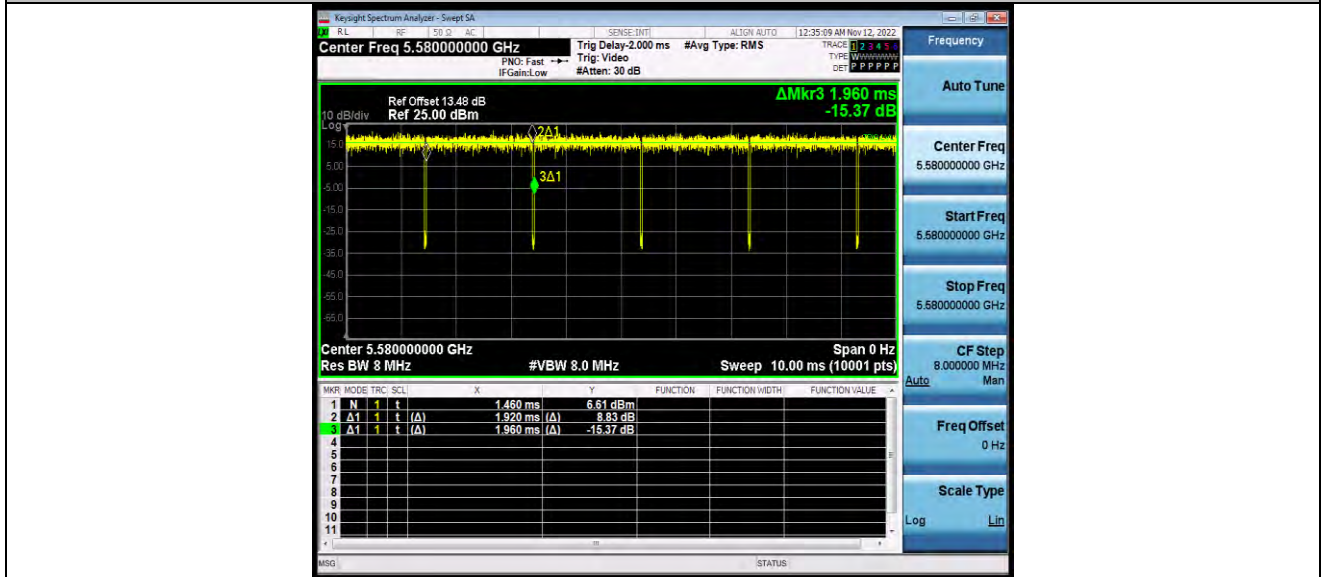 Keysight Spectrum Analyzer - Swept SA
RL RF 50 Ω AC SENSE:INT ALIGN AUTO 12:35:09 AM Nov 12, 2022
Center Freq 5.580000000 GHz
PNO: Fast
IFGain:Low
Trig Delay-2.000 ms
Trig: Video
#Atten: 30 dB
#Avg Type: RMS
TRACE 1 2 3 4 5 6
TYPE WWWWWW
DET P P P P P P
ΔMkr3 1.960 ms
-15.37 dB
Ref Offset 13.48 dB
10 dB/div Ref 25.00 dBm
Log
15.0
5.00
-5.00
-15.0
-25.0
-35.0
-45.0
-55.0
-65.0
2Δ1
3Δ1
Center 5.580000000 GHz Span 0 Hz
Res BW 8 MHz #VBW 8.0 MHz Sweep 10.00 ms (10001 pts)
MKR MODE TRC SCL X Y FUNCTION FUNCTION WIDTH FUNCTION VALUE
1 N 1 t 1.460 ms 6.61 dBm
2 Δ1 1 t (Δ) 1.920 ms (Δ) 8.83 dB
3 Δ1 1 t (Δ) 1.960 ms (Δ) -15.37 dB
4
5
6
7
8
9
10
11
MSG STATUS
Frequency
Auto Tune
Center Freq
5.580000000 GHz
Start Freq
5.580000000 GHz
Stop Freq
5.580000000 GHz
CF Step
8.000000 MHz
Auto Man
Freq Offset
0 Hz
Scale Type
Log Lin